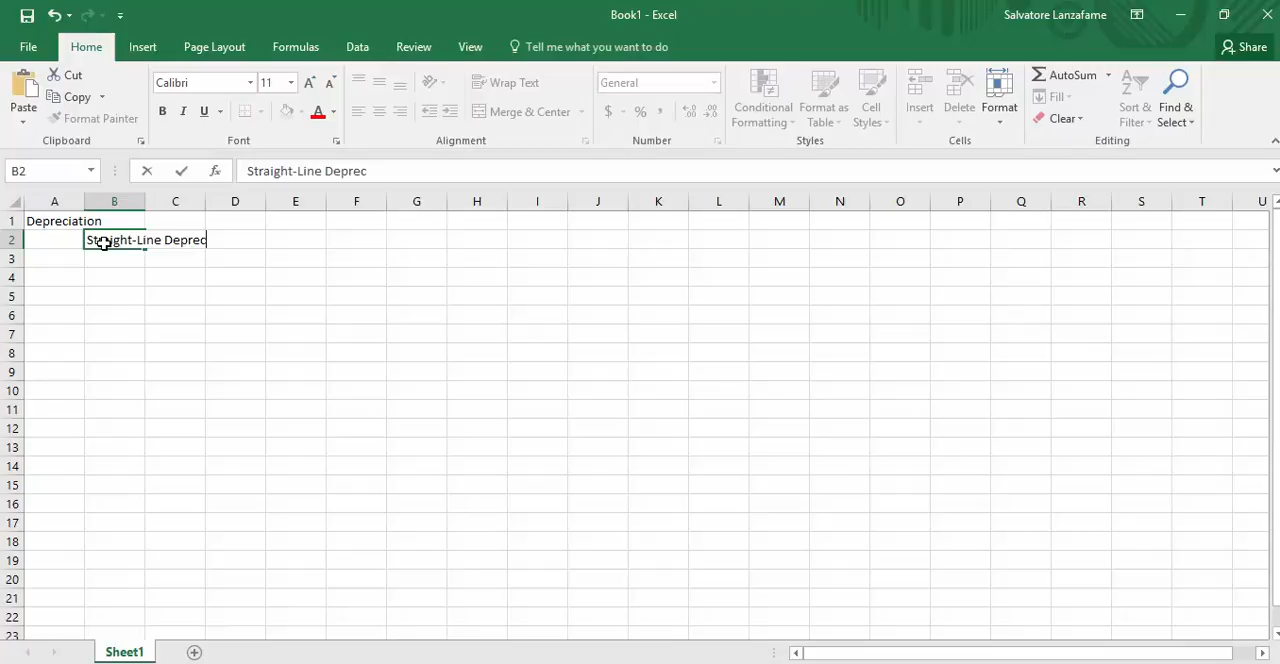 Book1 - Excel
Salvatore Lanzafame
File Home Insert Page Layout Formulas Data Review View Tell me what you want to do Share
Paste
Cut
Copy
Format Painter
Clipboard
Calibri 11
B I U
Font
Wrap Text
Merge & Center
Alignment
General
$ % ,
Number
Conditional Formatting
Format as Table
Cell Styles
Styles
Insert Delete Format
Cells
AutoSum
Fill
Clear
Sort & Filter
Find & Select
Editing
B2 fx Straight-Line Deprec
A B C D E F G H I J K L M N O P Q R S T U
1 Depreciation
2 Straight-Line Deprec
3
4
5
6
7
8
9
10
11
12
13
14
15
16
17
18
19
20
21
22
23
Sheet1